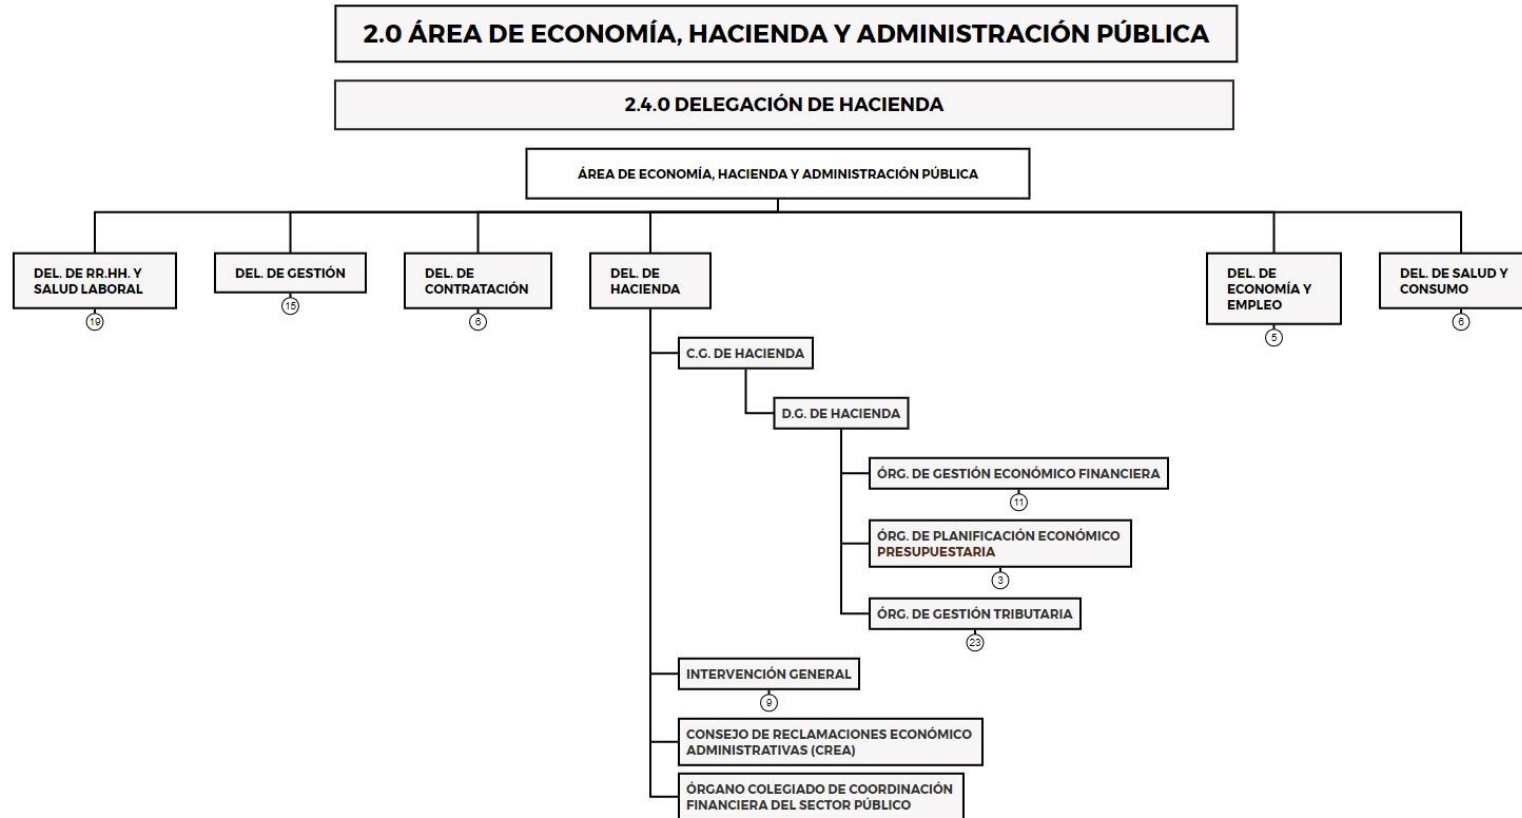 2.0 ÁREA DE ECONOMÍA, HACIENDA Y ADMINISTRACIÓN PÚBLICA
2.4.0 DELEGACIÓN DE HACIENDA
ÁREA DE ECONOMÍA, HACIENDA Y ADMINISTRACIÓN PÚBLICA
DEL. DE RR.HH. Y
SALUD LABORAL
19
DEL. DE GESTIÓN
15
DEL. DE
CONTRATACIÓN
6
DEL. DE
HACIENDA
DEL. DE
ECONOMÍA Y
EMPLEO
5
DEL. DE SALUD Y
CONSUMO
6
C.G. DE HACIENDA
D.G. DE HACIENDA
ÓRG. DE GESTIÓN ECONÓMICO FINANCIERA
11
ÓRG. DE PLANIFICACIÓN ECONÓMICO
PRESUPUESTARIA
3
ÓRG. DE GESTIÓN TRIBUTARIA
23
INTERVENCIÓN GENERAL
9
CONSEJO DE RECLAMACIONES ECONÓMICO
ADMINISTRATIVAS (CREA)
ÓRGANO COLEGIADO DE COORDINACIÓN
FINANCIERA DEL SECTOR PÚBLICO